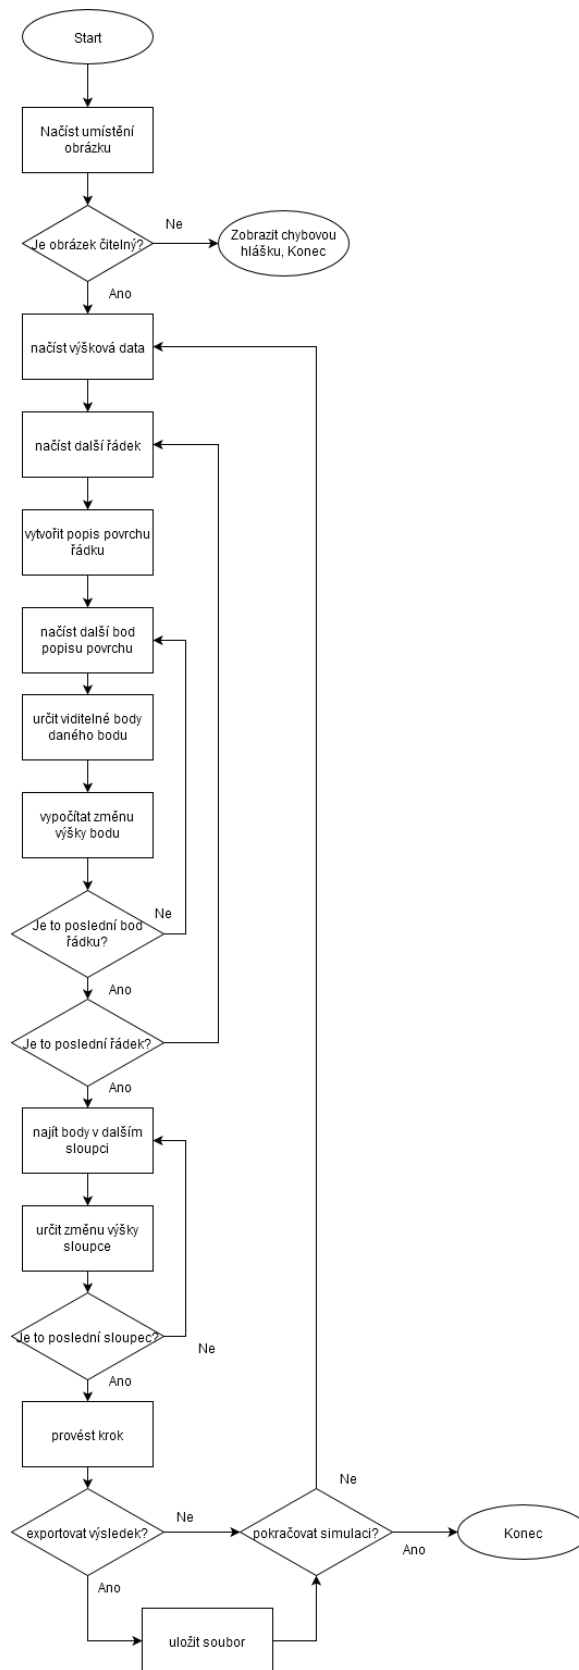 Start
Načíst umístění
obrázku
Je obrázek čitelný?
Ne
Zobrazit chybovou
hlášku, Konec
Ano
načíst výšková data
načíst další řádek
vytvořit popis povrchu
řádku
načíst další bod
popisu povrchu
určit viditelné body
daného bodu
vypočítat změnu
výšky bodu
Je to poslední bod
řádku?
Ne
Ano
Je to poslední řádek?
Ano
najít body v dalším
sloupci
určit změnu výšky
sloupce
Je to poslední sloupec?
Ne
Ano
provést krok
exportovat výsledek?
Ne
Ano
uložit soubor
pokračovat simulaci?
Ne
Ano
Konec